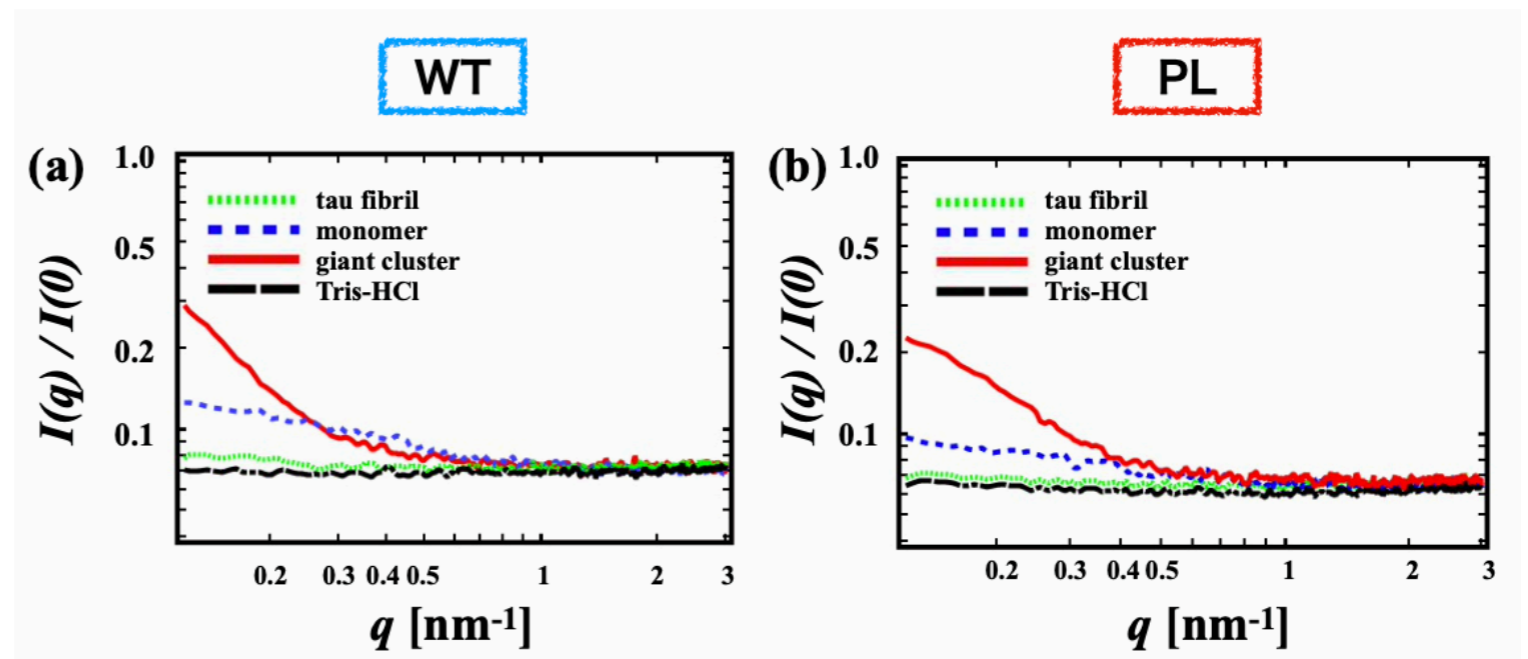 WT
PL
(a)
1.0
0.5
0.2
0.1
I(q) / I(0)
tau fibril
monomer
giant cluster
Tris-HCl
0.2 0.3 0.4 0.5 1 2 3
q [nm-1]
(b)
1.0
0.5
0.2
0.1
I(q) / I(0)
tau fibril
monomer
giant cluster
Tris-HCl
0.2 0.3 0.4 0.5 1 2 3
q [nm-1]